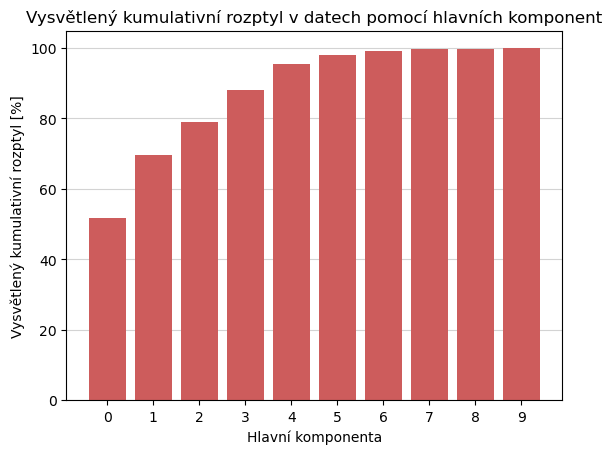 Vysvětlený kumulativní rozptyl v datech pomocí hlavních komponent
Vysvětlený kumulativní rozptyl [%]
100
80
60
40
20
0
0 1 2 3 4 5 6 7 8 9
Hlavní komponenta